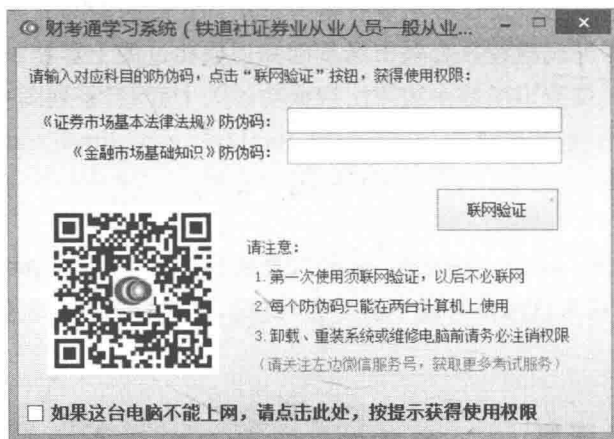 财考通学习系统(铁道社证券业从业人员一般从业...
请输入对应科目的防伪码,点击“联网验证”按钮,获得使用权限:
《证券市场基本法律法规》防伪码:
《金融市场基础知识》防伪码:
联网验证
请注意:
1.第一次使用须联网验证,以后不必联网
2.每个防伪码只能在两台计算机上使用
3.卸载、重装系统或维修电脑前请务必注销权限
(请关注左边微信服务号,获取更多考试服务)
如果这台电脑不能上网,请点击此处,按提示获得使用权限